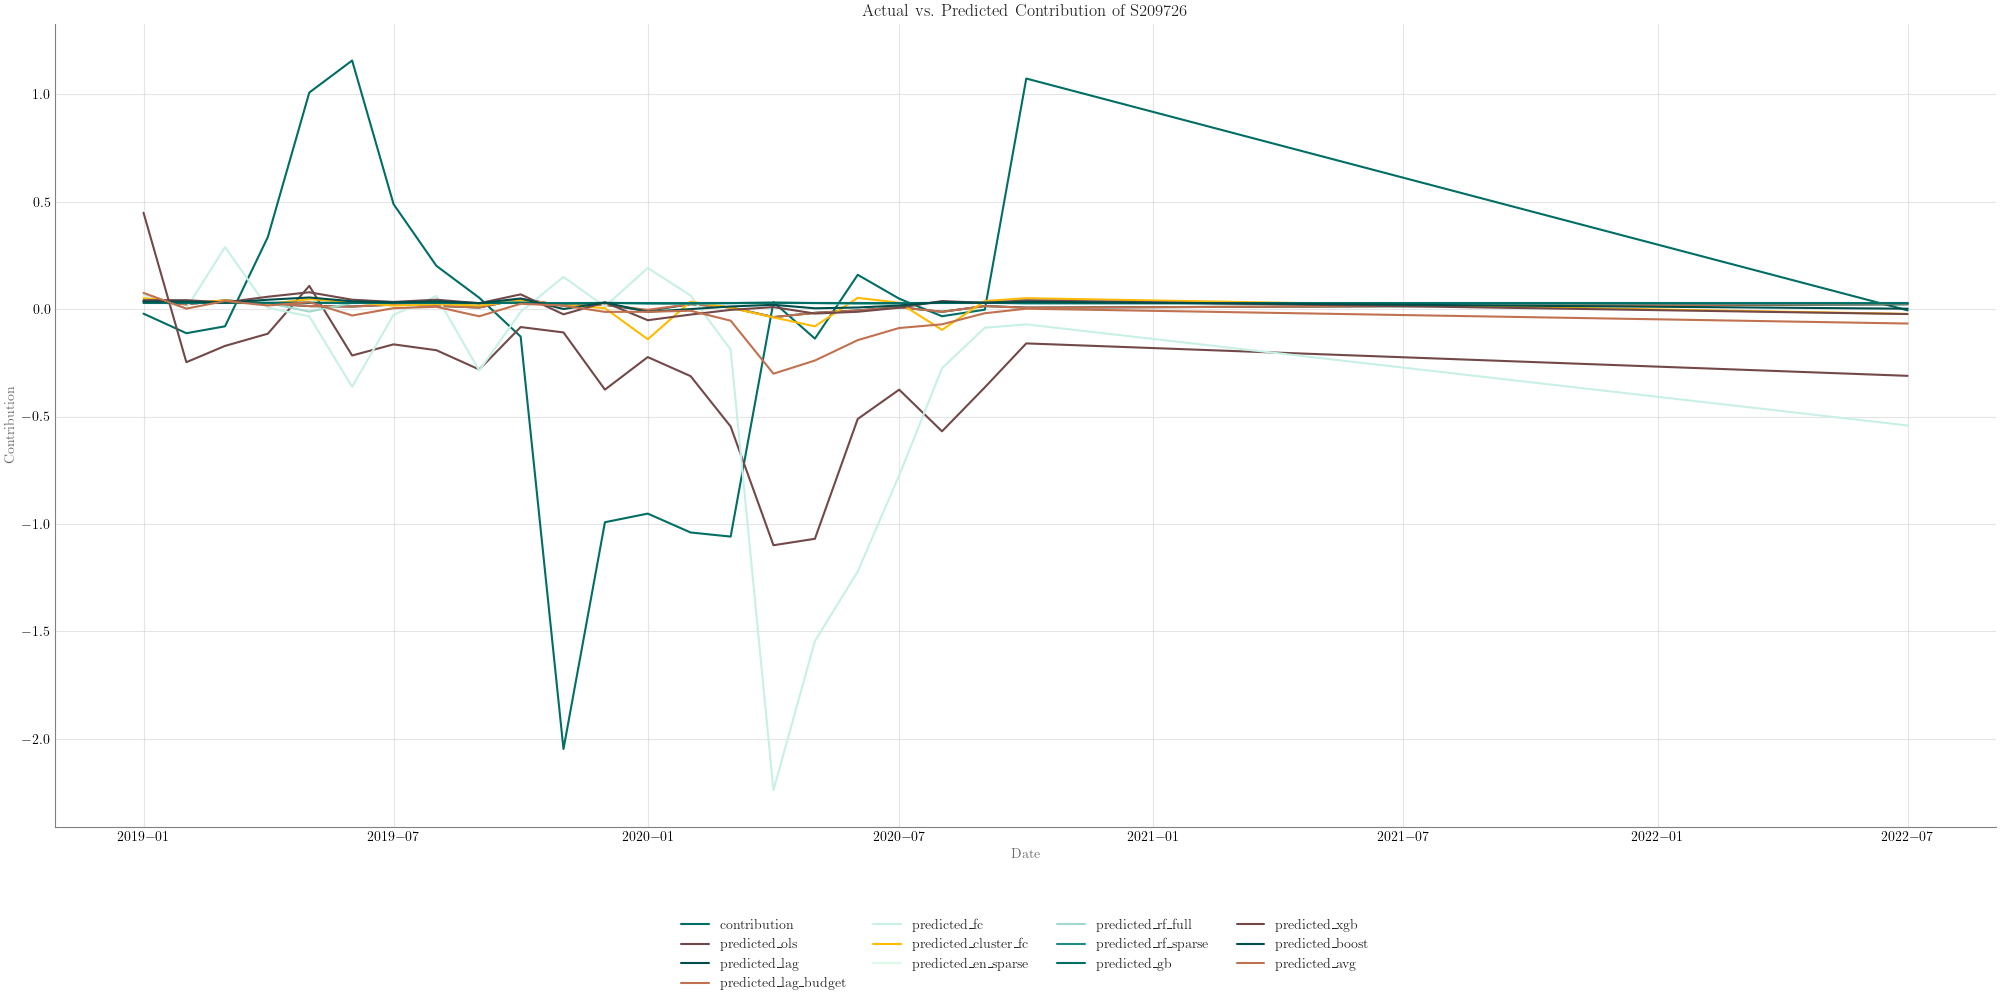 Actual vs. Predicted Contribution of S209726
1.0
0.5
0.0
−0.5
−1.0
−1.5
−2.0
Contribution
2019−01 2019−07 2020−01 2020−07 2021−01 2021−07 2022−01 2022−07
Date
contribution predicted_fc predicted_rf_full predicted_xgb
predicted_ols predicted_cluster_fc predicted_rf_sparse predicted_boost
predicted_lag predicted_en_sparse predicted_gb predicted_avg
predicted_lag_budget